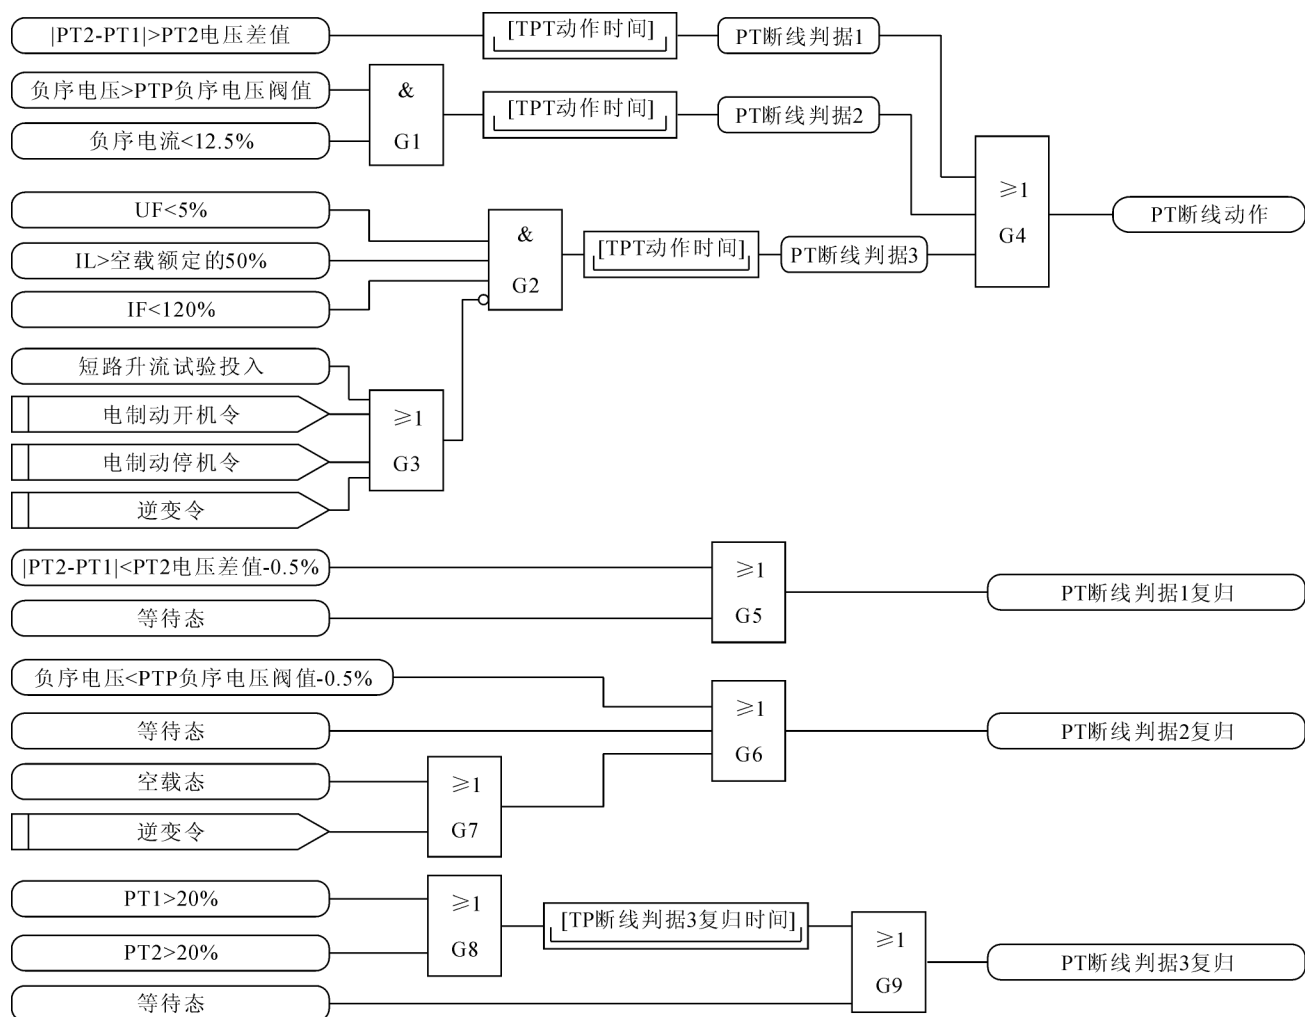 |PT2-PT1|>PT2电压差值
[TPT动作时间]
PT断线判据1
负序电压>PTP负序电压阀值
&
G1
[TPT动作时间]
PT断线判据2
负序电流<12.5%
≥1
G4
PT断线动作
UF<5%
&
G2
[TPT动作时间]
PT断线判据3
IL>空载额定的50%
IF<120%
短路升流试验投入
电制动开机令
≥1
G3
电制动停机令
逆变令
|PT2-PT1|<PT2电压差值-0.5%
≥1
G5
PT断线判据1复归
等待态
负序电压<PTP负序电压阀值-0.5%
≥1
G6
PT断线判据2复归
等待态
空载态
≥1
G7
逆变令
PT1>20%
≥1
G8
[TP断线判据3复归时间]
≥1
G9
PT断线判据3复归
PT2>20%
等待态